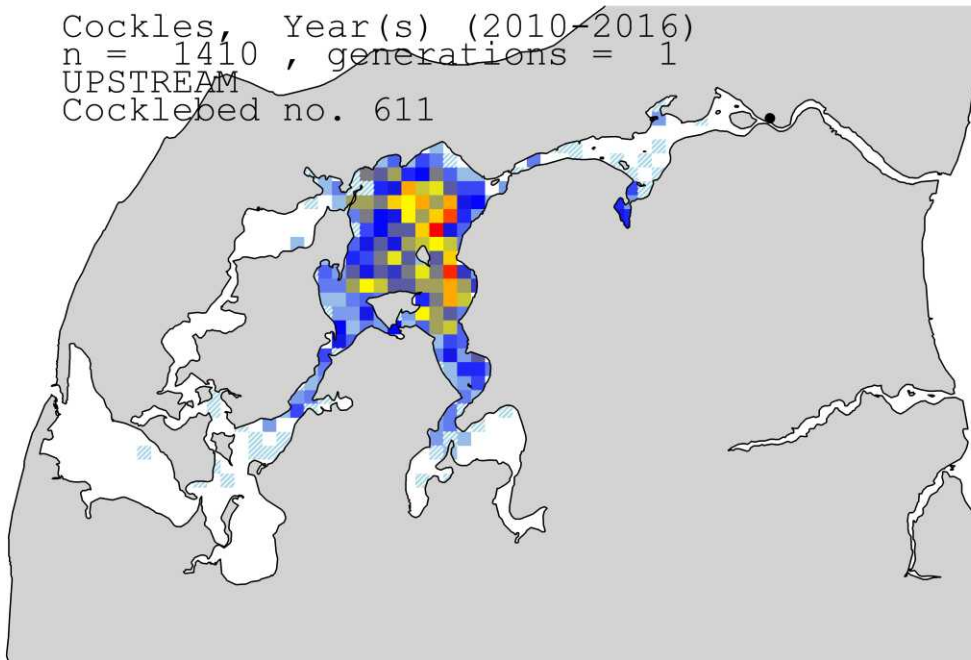 Cockles, Year(s) (2010-2016)
n = 1410 , generations = 1
UPSTREAM
Cocklebed no. 611